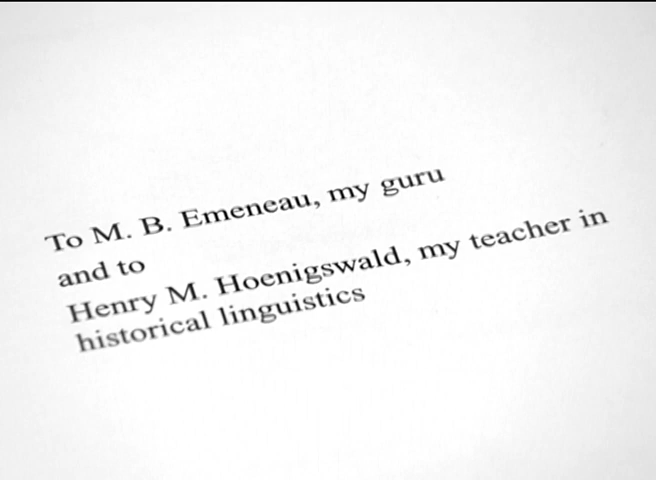 To M. B. Emeneau, my guru
and to
Henry M. Hoenigswald, my teacher in
historical linguistics